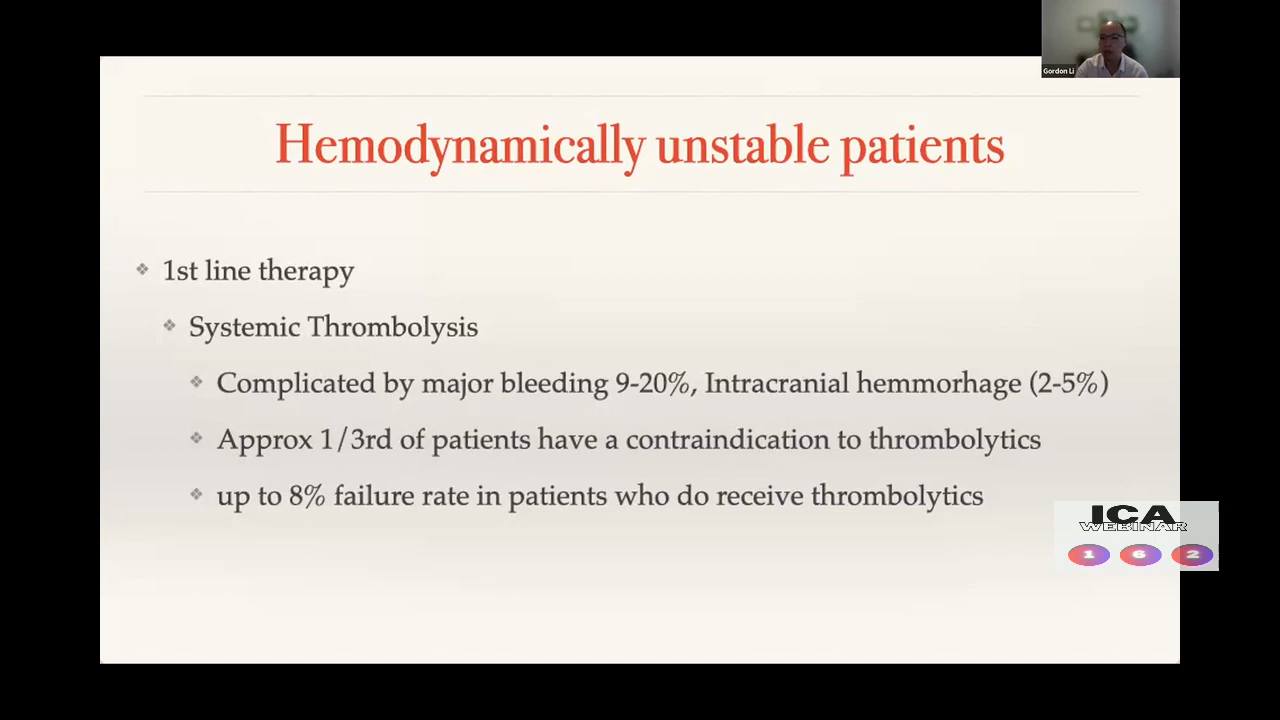 Gordon Li
Hemodynamically unstable patients
1st line therapy
Systemic Thrombolysis
Complicated by major bleeding 9-20%, Intracranial hemmorhage (2-5%)
Approx 1/3rd of patients have a contraindication to thrombolytics
up to 8% failure rate in patients who do receive thrombolytics
ICA
WEBINAR
1 6 2